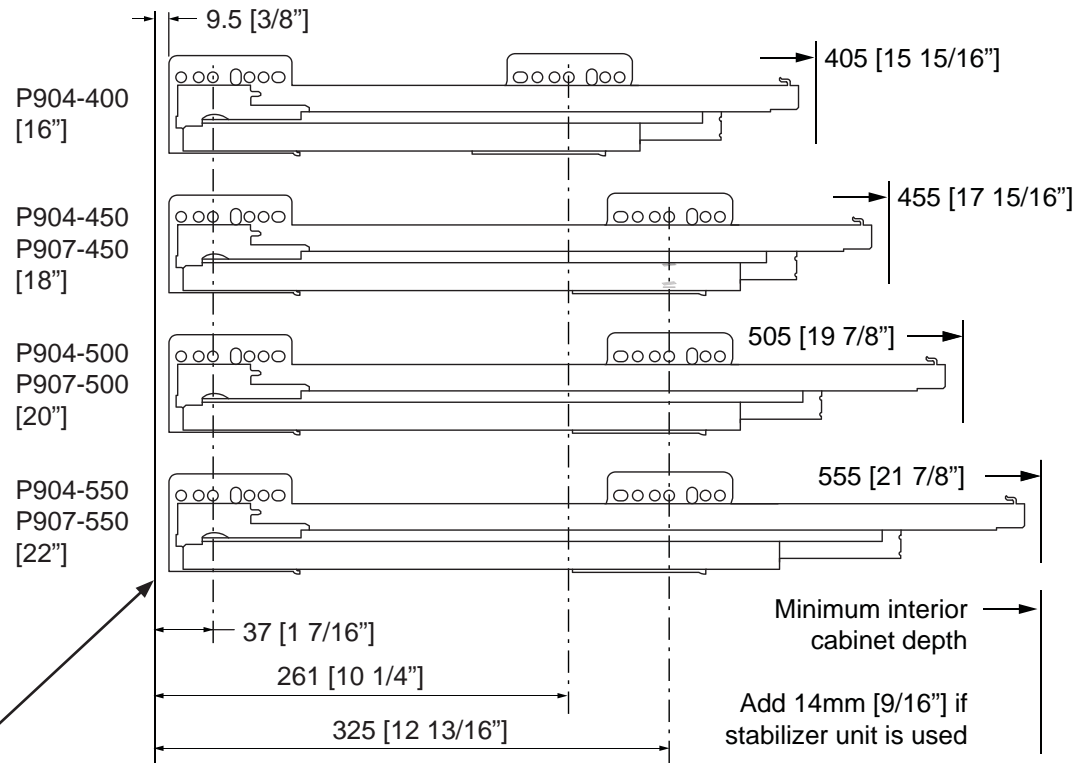 9.5 [3/8”]
405 [15 15/16”]
P904-400
[16”]
455 [17 15/16”]
P904-450
P907-450
[18”]
505 [19 7/8”]
P904-500
P907-500
[20”]
555 [21 7/8”]
P904-550
P907-550
[22”]
Minimum interior
cabinet depth
37 [1 7/16”]
261 [10 1/4”]
Add 14mm [9/16”] if
stabilizer unit is used
325 [12 13/16”]